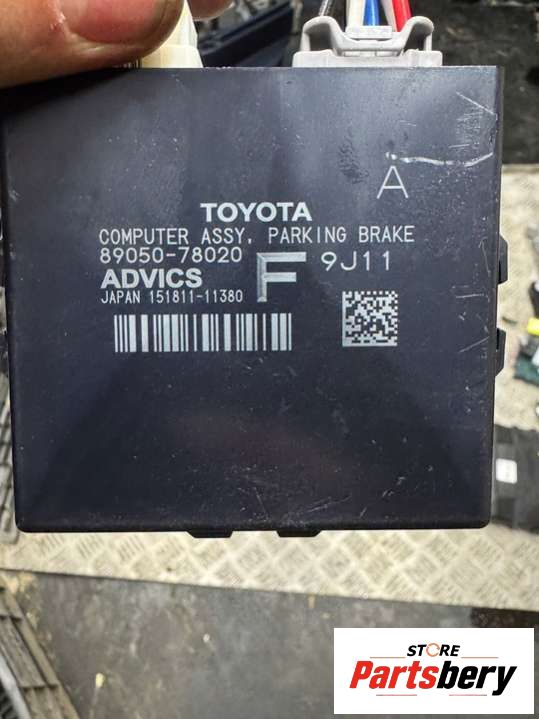 A
TOYOTA
COMPUTER ASSY, PARKING BRAKE
89050-78020
F 9J11
ADVICS
JAPAN 151811-11380
STORE
Partsbery